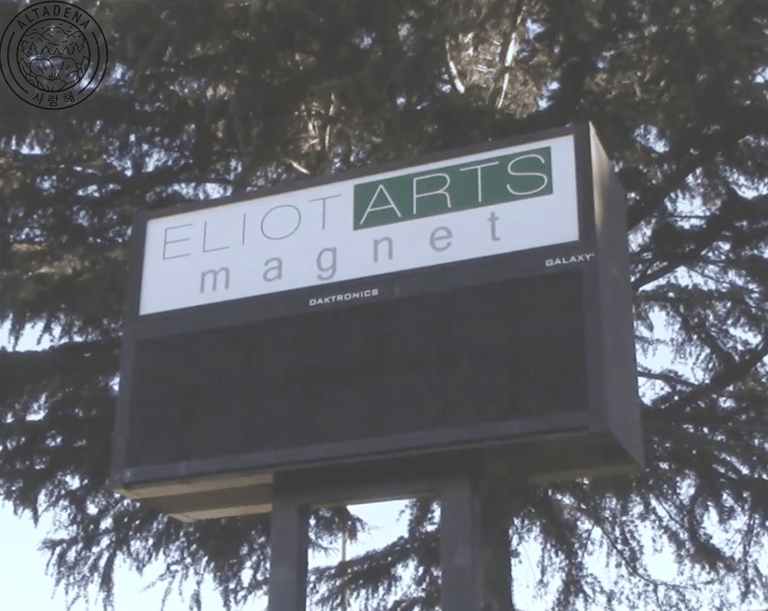 ALTADENA
사랑해
ELIOT ARTS
magnet
DAKTRONICS
GALAXY